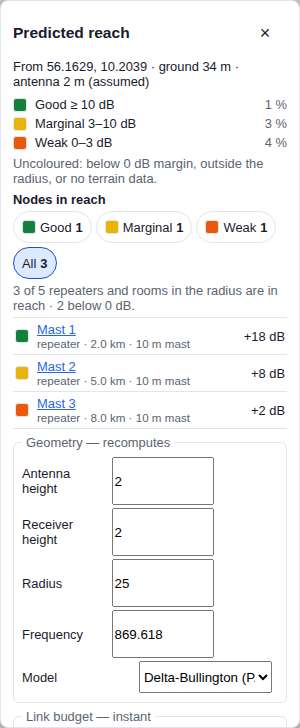 Predicted reach ×
From 56.1629, 10.2039 · ground 34 m ·
antenna 2 m (assumed)
Good ≥ 10 dB 1 %
Marginal 3–10 dB 3 %
Weak 0–3 dB 4 %
Uncoloured: below 0 dB margin, outside the
radius, or no terrain data.
Nodes in reach
Good 1 Marginal 1 Weak 1
All 3
3 of 5 repeaters and rooms in the radius are in
reach · 2 below 0 dB.
Mast 1
repeater · 2.0 km · 10 m mast +18 dB
Mast 2
repeater · 5.0 km · 10 m mast +8 dB
Mast 3
repeater · 8.0 km · 10 m mast +2 dB
Geometry — recomputes
Antenna
height 2
Receiver
height 2
Radius 25
Frequency 869.618
Model Delta-Bullington (P.
Link budget — instant